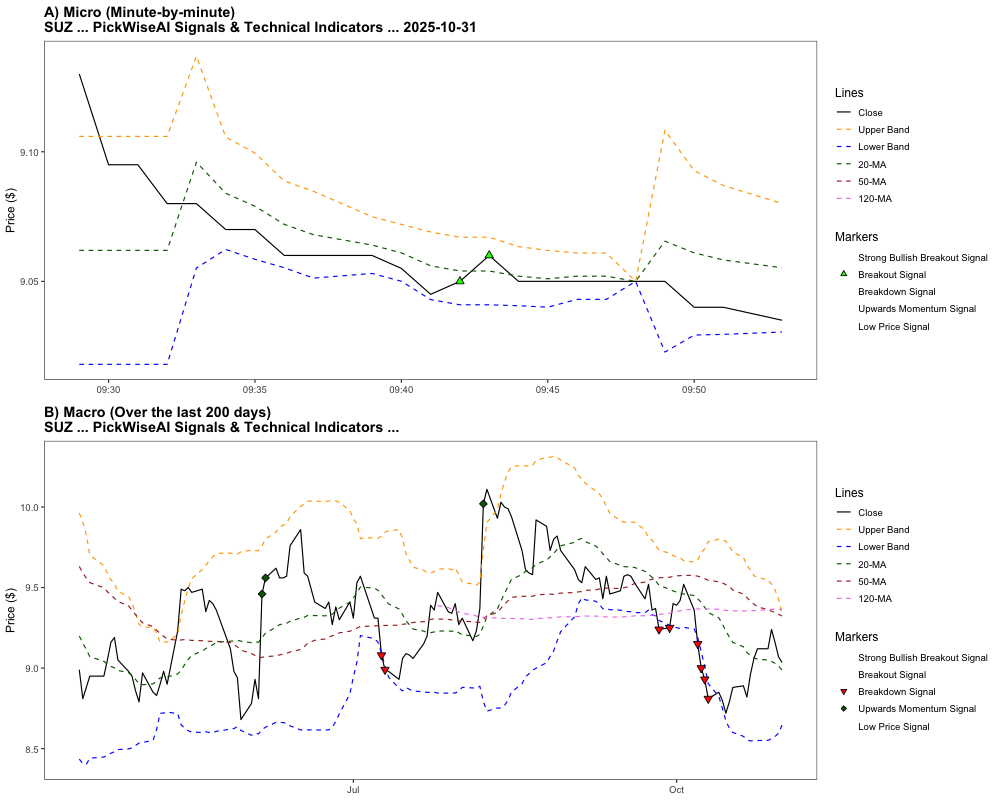 A) Micro (Minute-by-minute)
SUZ ... PickWiseAI Signals & Technical Indicators ... 2025-10-31
Price ($)
9.10
9.05
09:30
09:35
09:40
09:45
09:50
Lines
Close
Upper Band
Lower Band
20-MA
50-MA
120-MA
Markers
Strong Bullish Breakout Signal
Breakout Signal
Breakdown Signal
Upwards Momentum Signal
Low Price Signal
B) Macro (Over the last 200 days)
SUZ ... PickWiseAI Signals & Technical Indicators ...
Price ($)
10.0
9.5
9.0
8.5
Jul
Oct
Lines
Close
Upper Band
Lower Band
20-MA
50-MA
120-MA
Markers
Strong Bullish Breakout Signal
Breakout Signal
Breakdown Signal
Upwards Momentum Signal
Low Price Signal